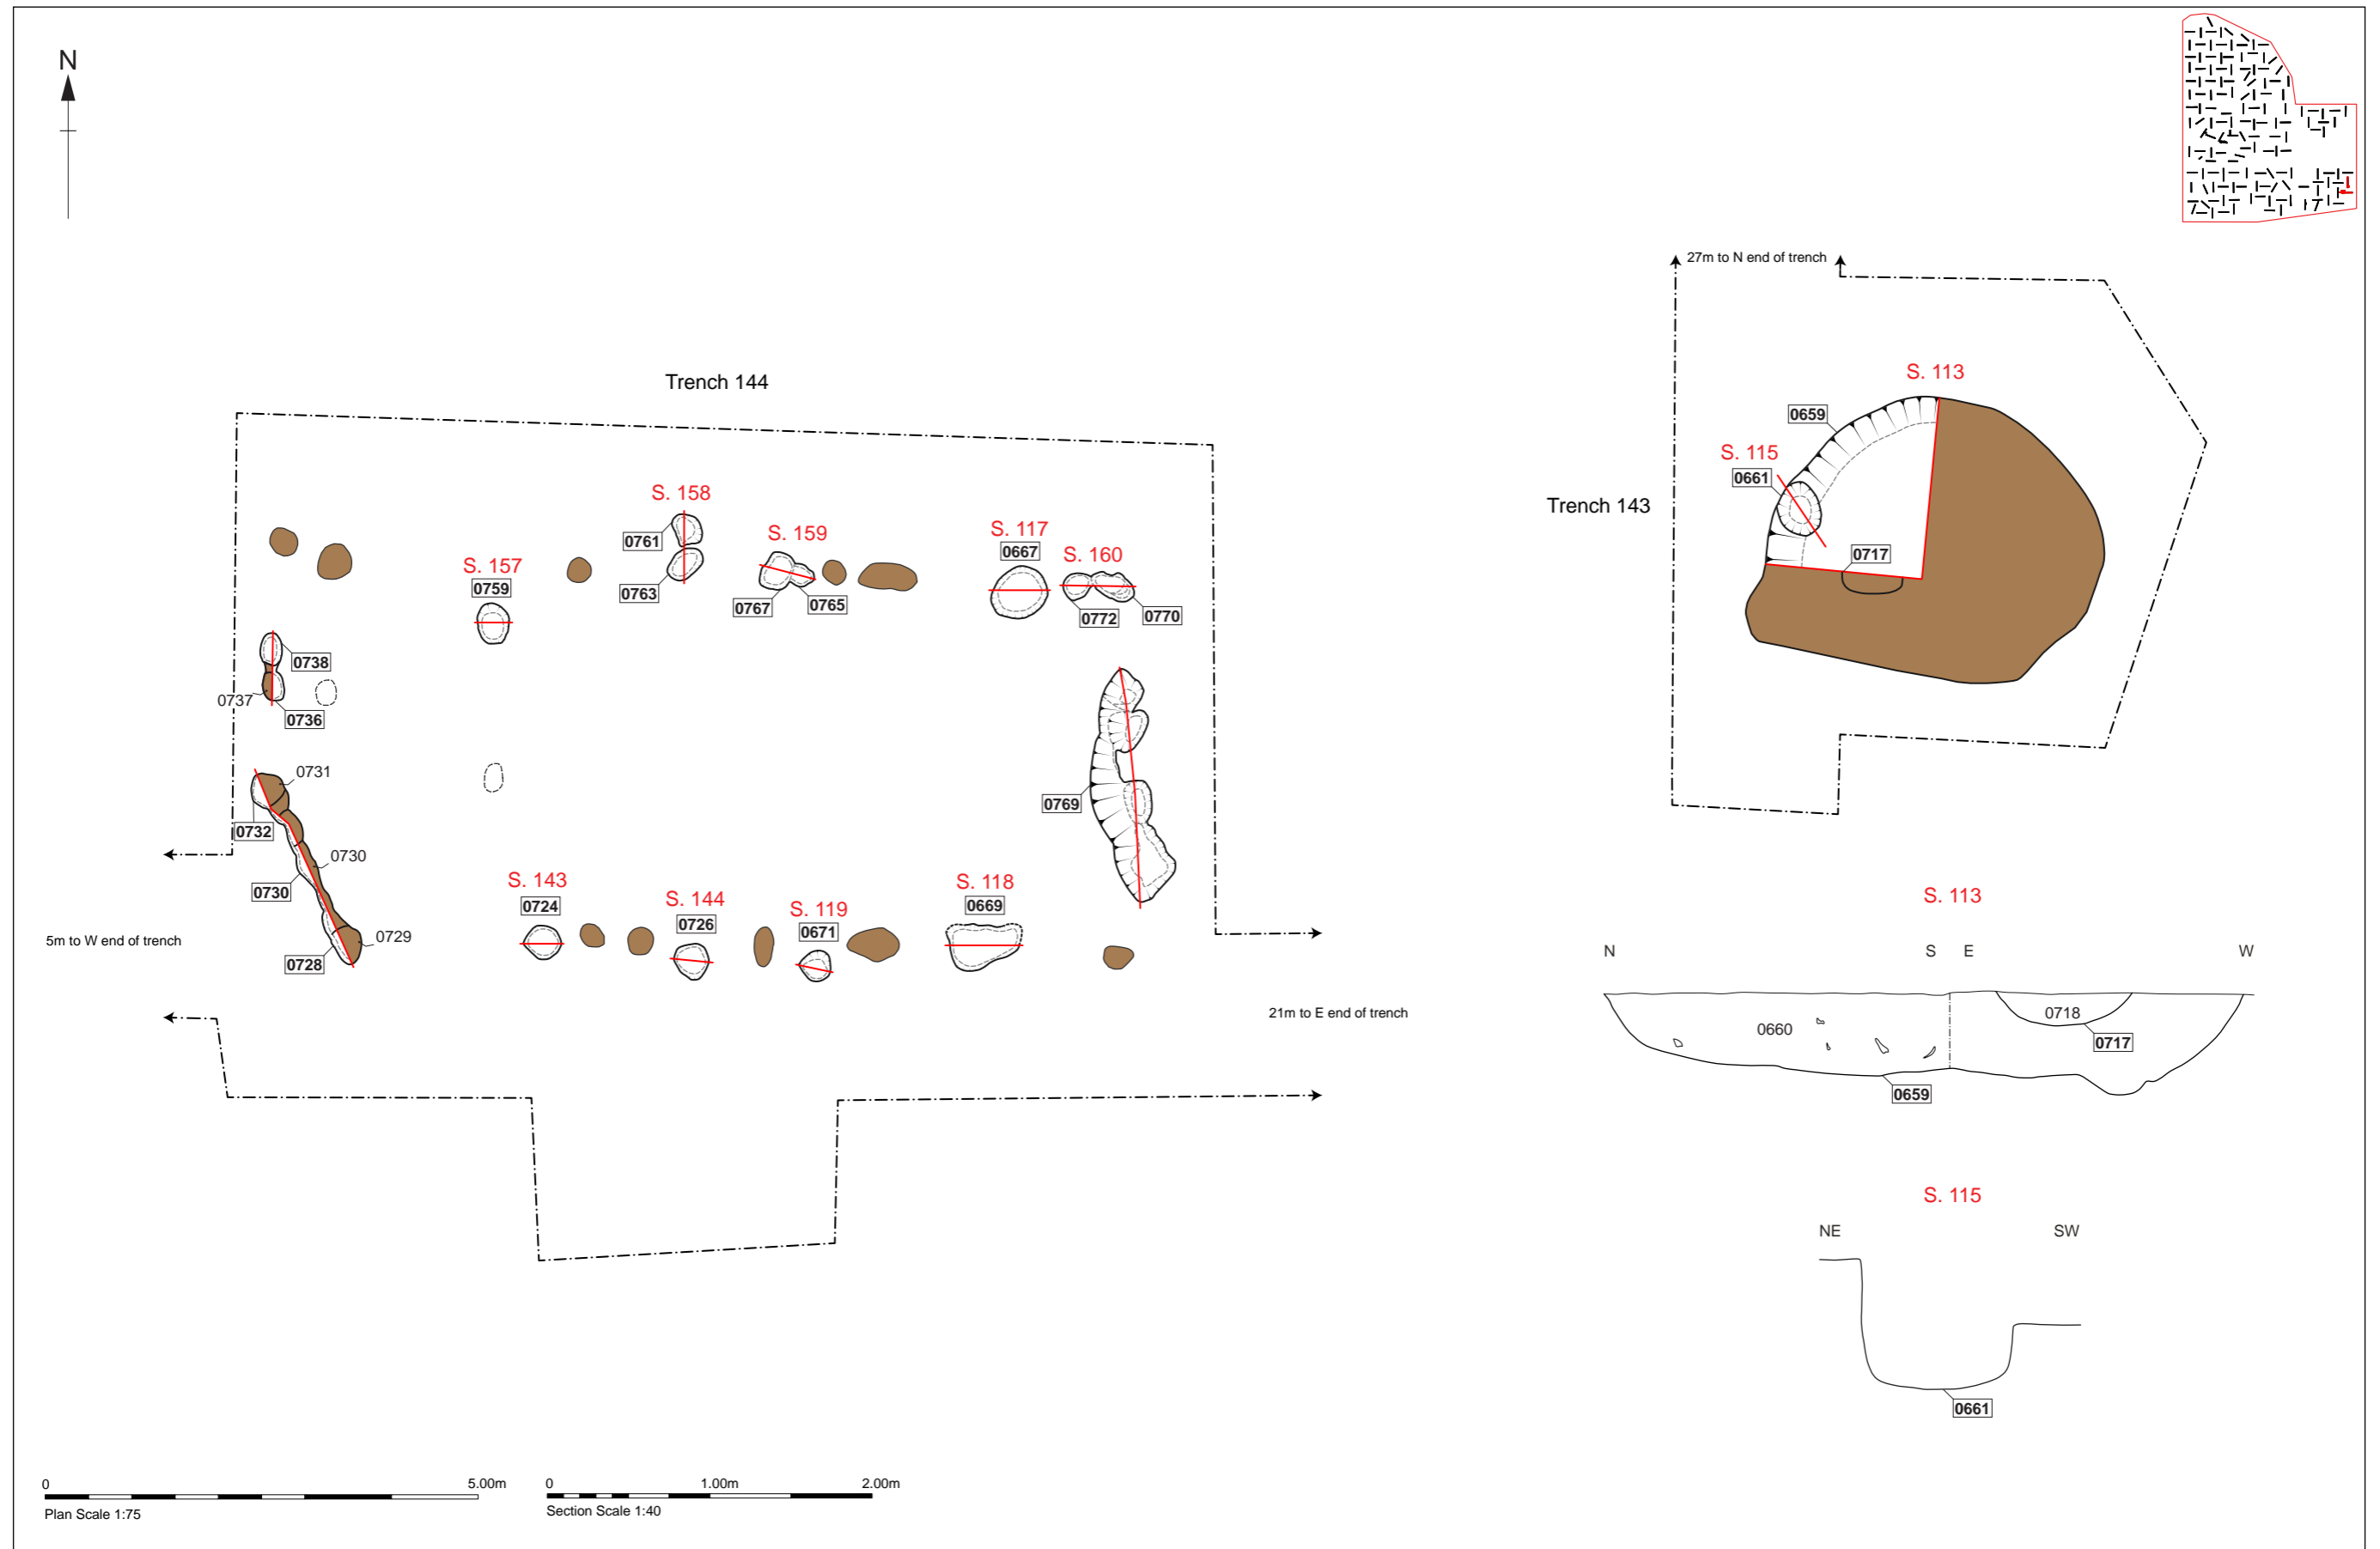 N
27m to N end of trench
S. 113
Trench 144
0659
S. 115
0661
S. 158
Trench 143
S. 159
S. 117
0761
0667
S. 160
0717
S. 157
0759
0763
0767
0765
0772
0770
0738
0737
0736
0731
0769
0732
0730
0730
S. 143
S. 118
S. 113
0724
S. 144
0669
0726
S. 119
0671
5m to W end of trench
0729
0728
N
S
E
W
21m to E end of trench
0660
0718
0717
0659
S. 115
NE
SW
0661
0
5.00m
0
1.00m
2.00m
Plan Scale 1:75
Section Scale 1:40